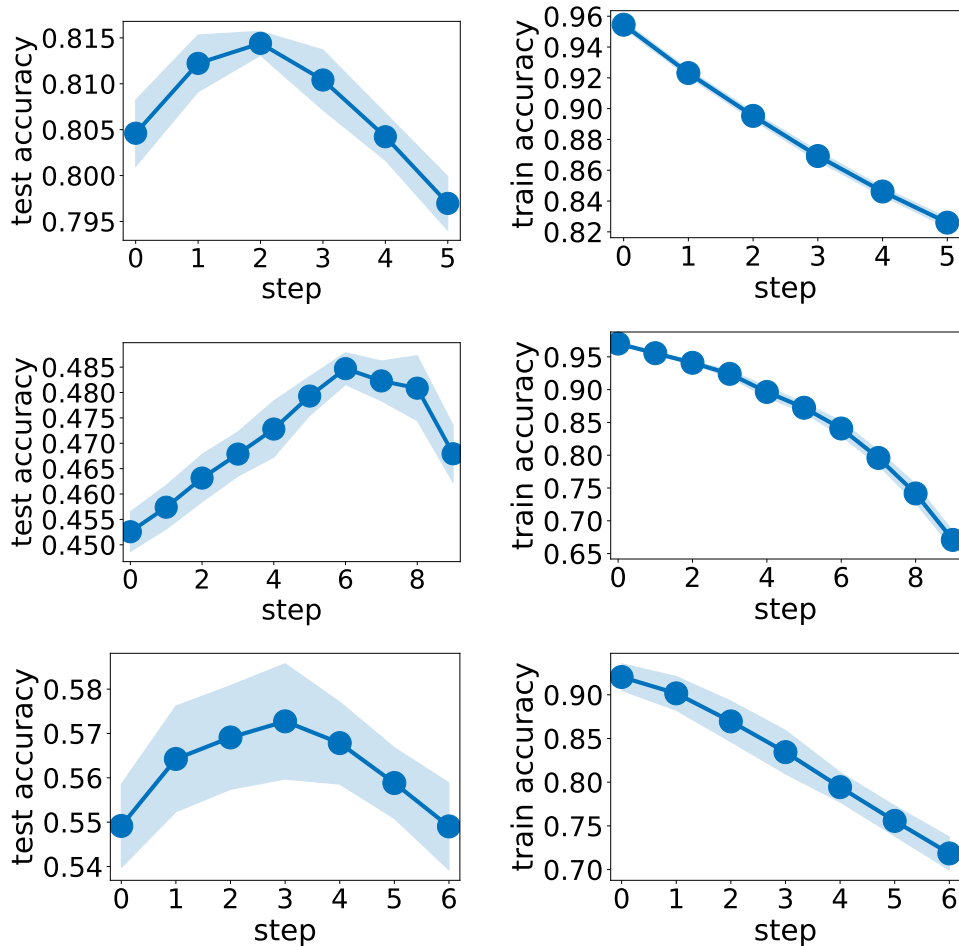 test accuracy
0.815
0.810
0.805
0.800
0.795
0 1 2 3 4 5
step
train accuracy
0.96
0.94
0.92
0.90
0.88
0.86
0.84
0.82
0 1 2 3 4 5
step
test accuracy
0.485
0.480
0.475
0.470
0.465
0.460
0.455
0.450
0 2 4 6 8
step
train accuracy
0.95
0.90
0.85
0.80
0.75
0.70
0.65
0 2 4 6 8
step
test accuracy
0.58
0.57
0.56
0.55
0.54
0 1 2 3 4 5 6
step
train accuracy
0.90
0.85
0.80
0.75
0.70
0 1 2 3 4 5 6
step